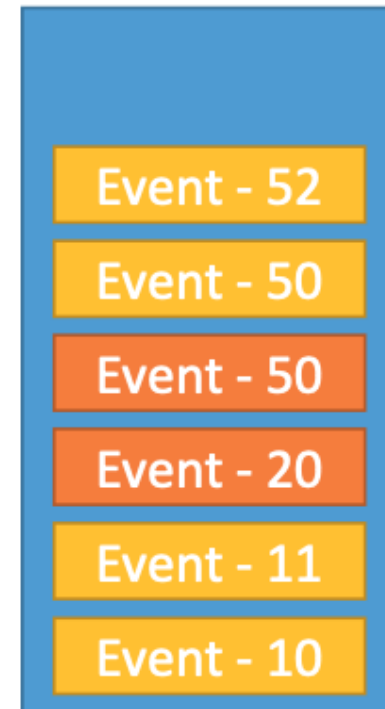 Event - 52
Event - 50
Event - 50
Event - 20
Event - 11
Event - 10